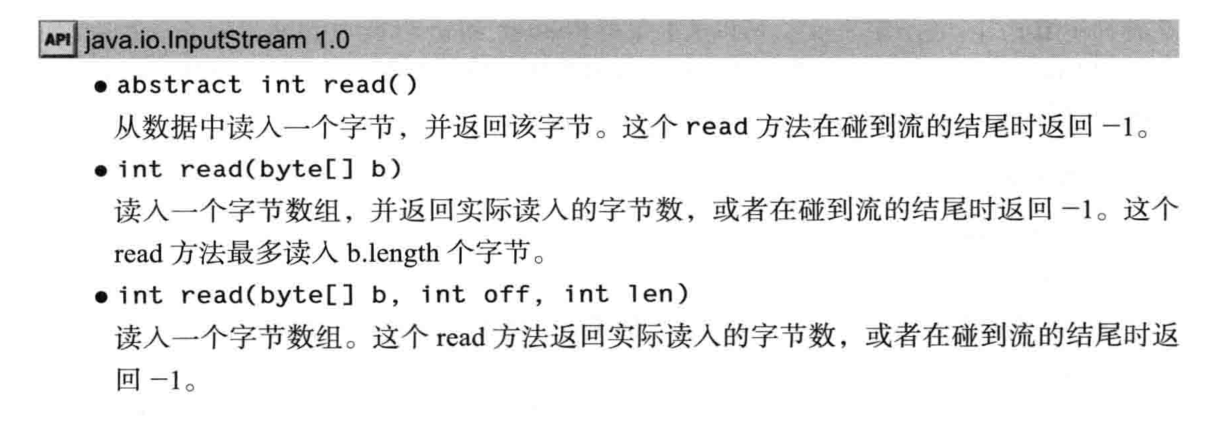 API java.io.InputStream 1.0
● abstract int read()
从数据中读入一个字节，并返回该字节。这个 read 方法在碰到流的结尾时返回 −1。
● int read(byte[] b)
读入一个字节数组，并返回实际读入的字节数，或者在碰到流的结尾时返回 −1。这个
read 方法最多读入 b.length 个字节。
● int read(byte[] b, int off, int len)
读入一个字节数组。这个 read 方法返回实际读入的字节数，或者在碰到流的结尾时返
回 −1。